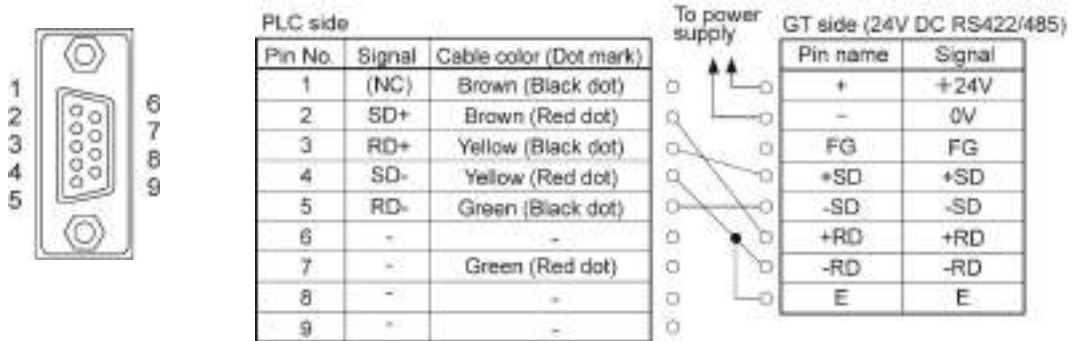 1
2
3
4
5
6
7
8
9
PLC side
Pin No. Signal Cable color (Dot mark)
1 (NC) Brown (Black dot)
2 SD+ Brown (Red dot)
3 RD+ Yellow (Black dot)
4 SD- Yellow (Red dot)
5 RD- Green (Black dot)
6 - -
7 - Green (Red dot)
8 - -
9 - -
To power
supply
GT side (24V DC RS422/485)
Pin name Signal
+ +24V
- 0V
FG FG
+SD +SD
-SD -SD
+RD +RD
-RD -RD
E E